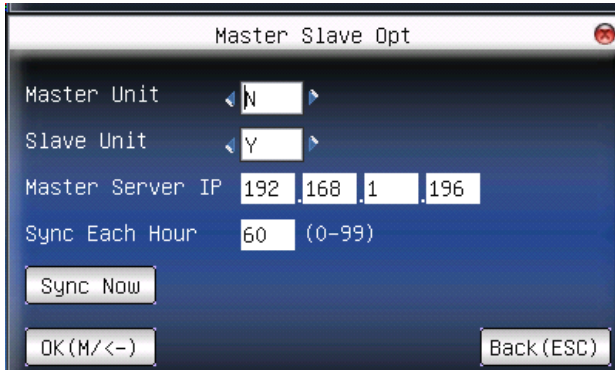 Master Slave Opt
Master Unit N
Slave Unit Y
Master Server IP 192.168.1.196
Sync Each Hour 60 (0-99)
Sync Now
OK(M/<-) Back(ESC)